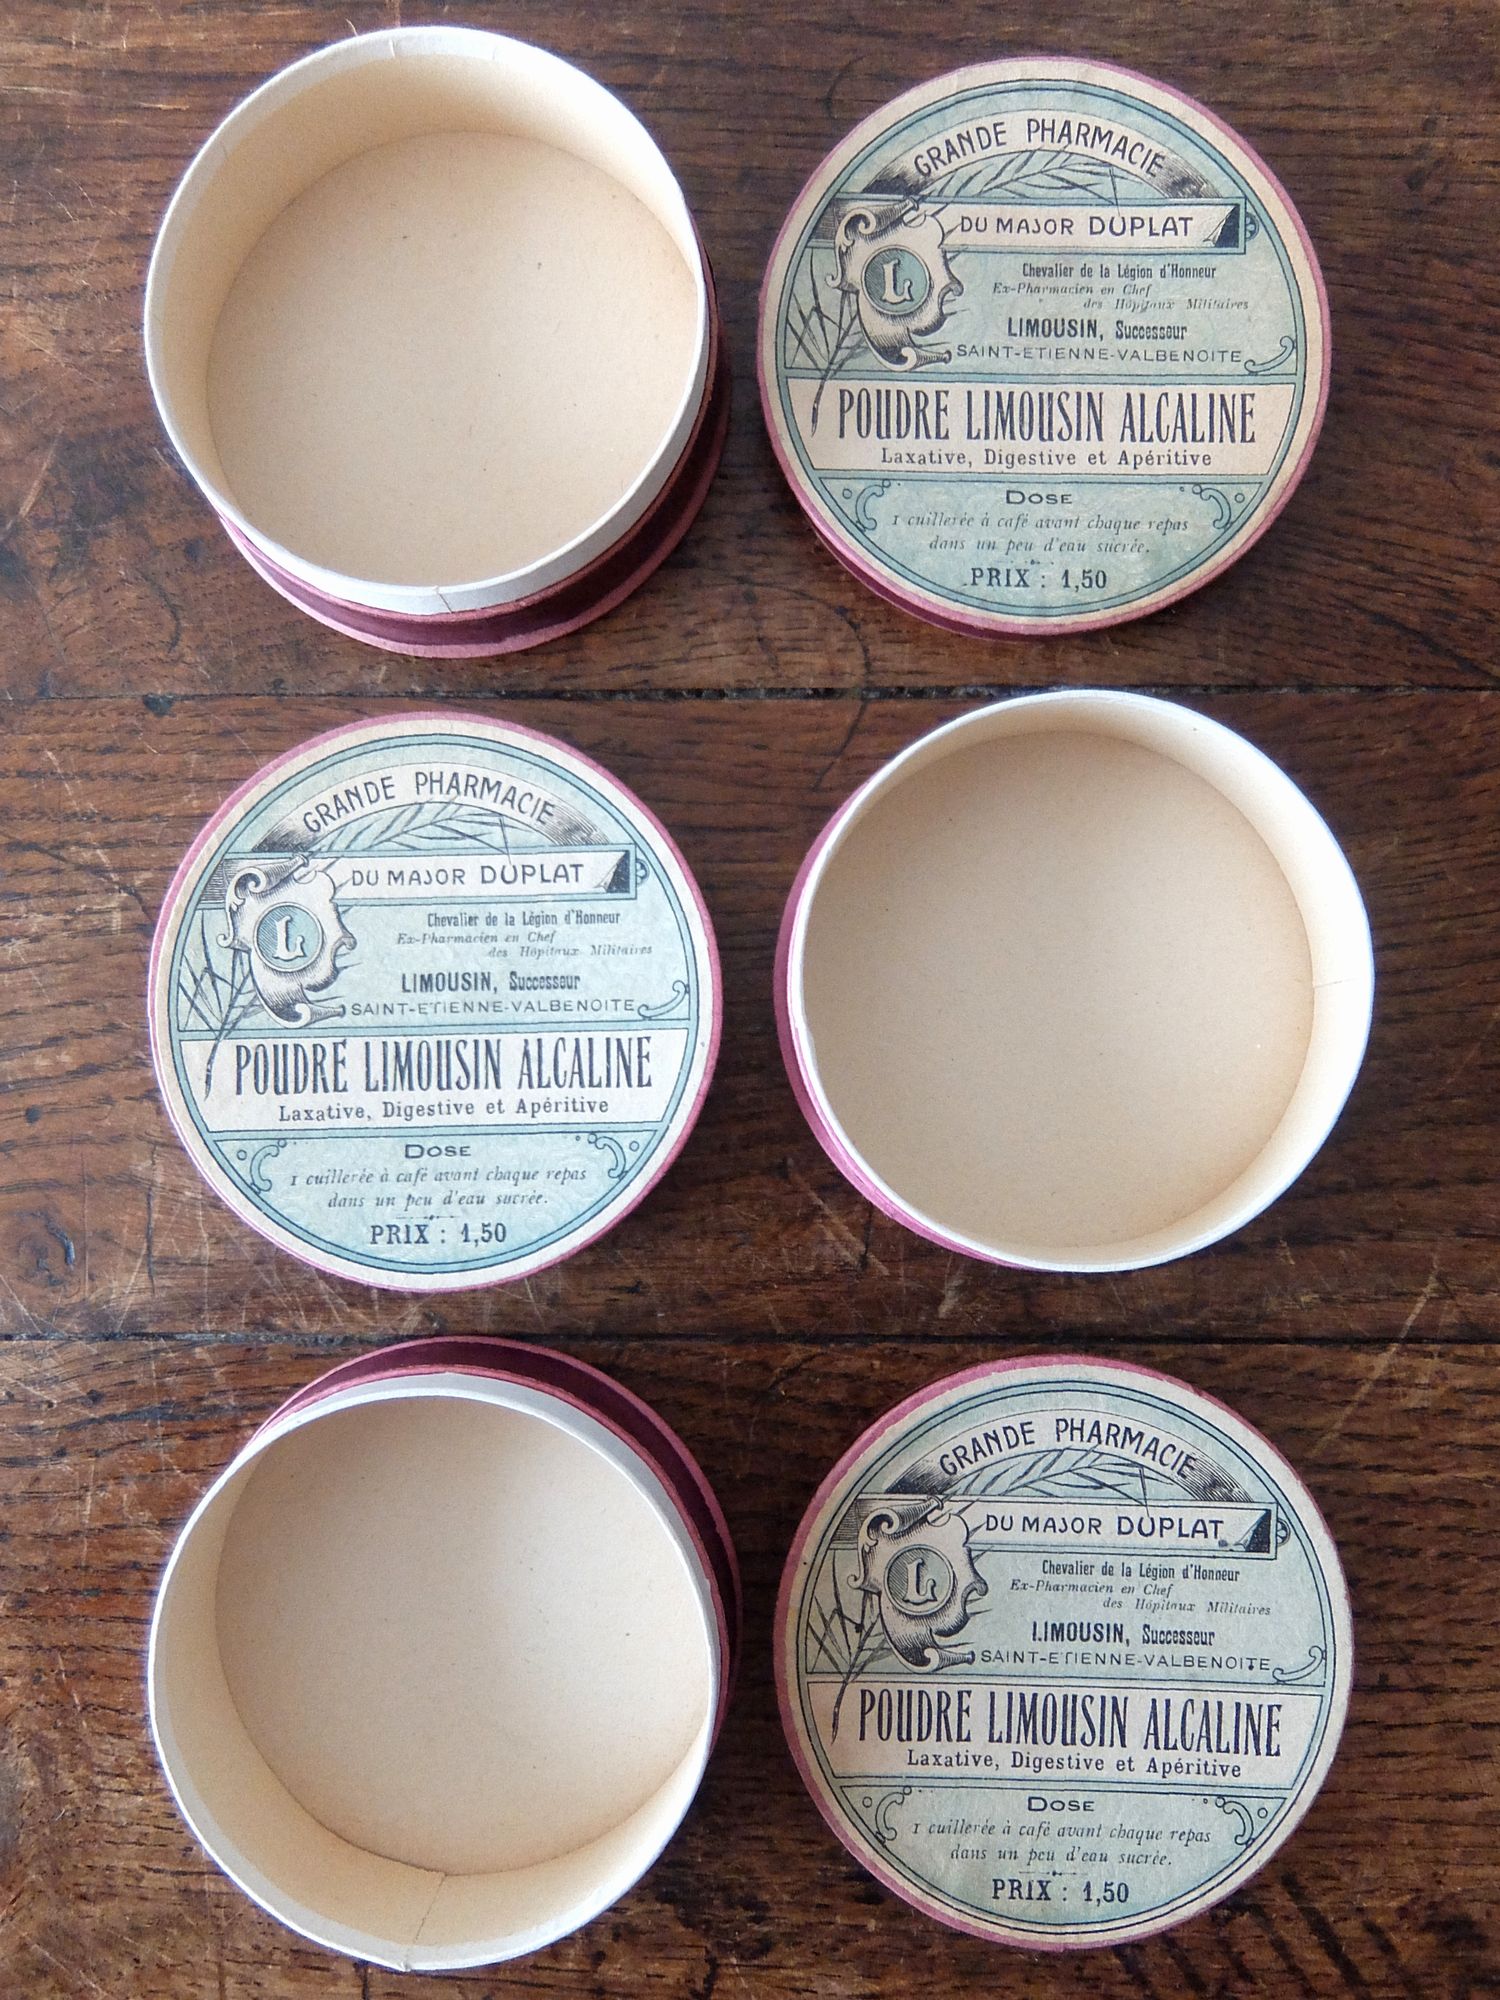 GRANDE PHARMACIE
DU MAJOR DUPLAT
L
Chevalier de la Légion d'Honneur
Ex-Pharmacien en Chef
des Hôpitaux Militaires
LIMOUSIN, Successeur
SAINT-ETIENNE-VALBENOITE
POUDRE LIMOUSIN ALCALINE
Laxative, Digestive et Apéritive
DOSE
1 cuillerée à café avant chaque repas
dans un peu d'eau sucrée.
PRIX : 1,50
GRANDE PHARMACIE
DU MAJOR DUPLAT
L
Chevalier de la Légion d'Honneur
Ex-Pharmacien en Chef
des Hôpitaux Militaires
LIMOUSIN, Successeur
SAINT-ETIENNE-VALBENOITE
POUDRE LIMOUSIN ALCALINE
Laxative, Digestive et Apéritive
DOSE
1 cuillerée à café avant chaque repas
dans un peu d'eau sucrée.
PRIX : 1,50
GRANDE PHARMACIE
DU MAJOR DUPLAT
L
Chevalier de la Légion d'Honneur
Ex-Pharmacien en Chef
des Hôpitaux Militaires
LIMOUSIN, Successeur
SAINT-ETIENNE-VALBENOITE
POUDRE LIMOUSIN ALCALINE
Laxative, Digestive et Apéritive
DOSE
1 cuillerée à café avant chaque repas
dans un peu d'eau sucrée.
PRIX : 1,50